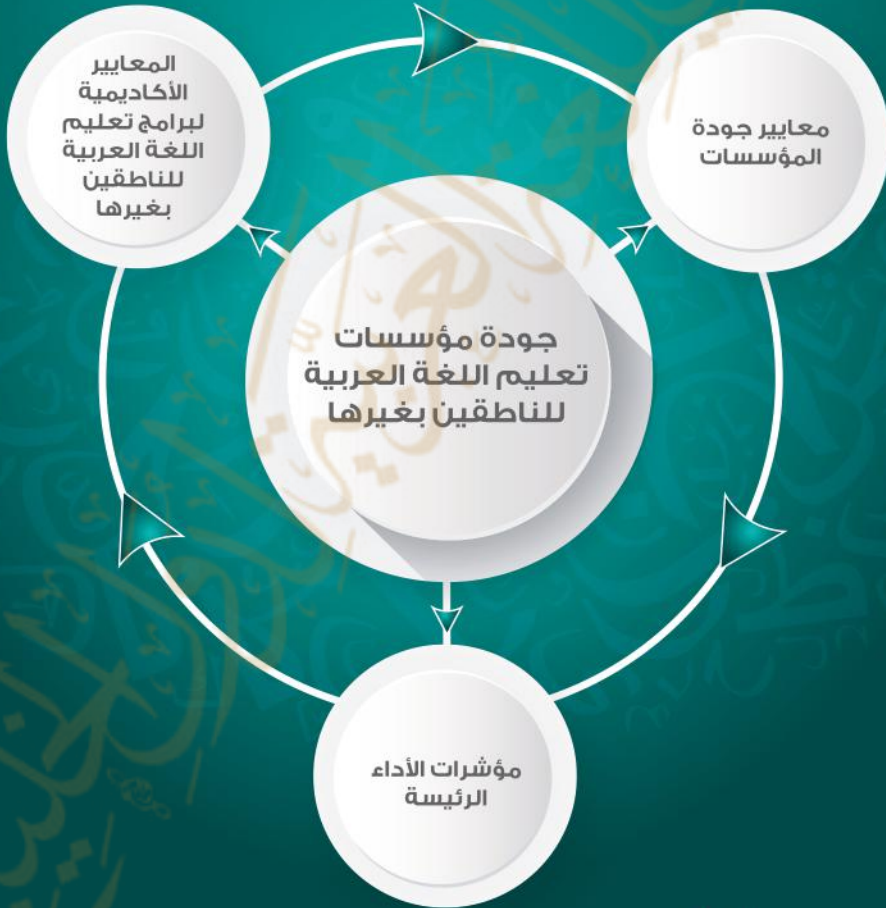 المعايير
الأكاديمية
لبرامج تعليم
اللغة العربية
للناطقين
بغيرها
معايير جودة
المؤسسات
جودة مؤسسات
تعليم اللغة العربية
للناطقين بغيرها
مؤشرات الأداء
الرئيسة